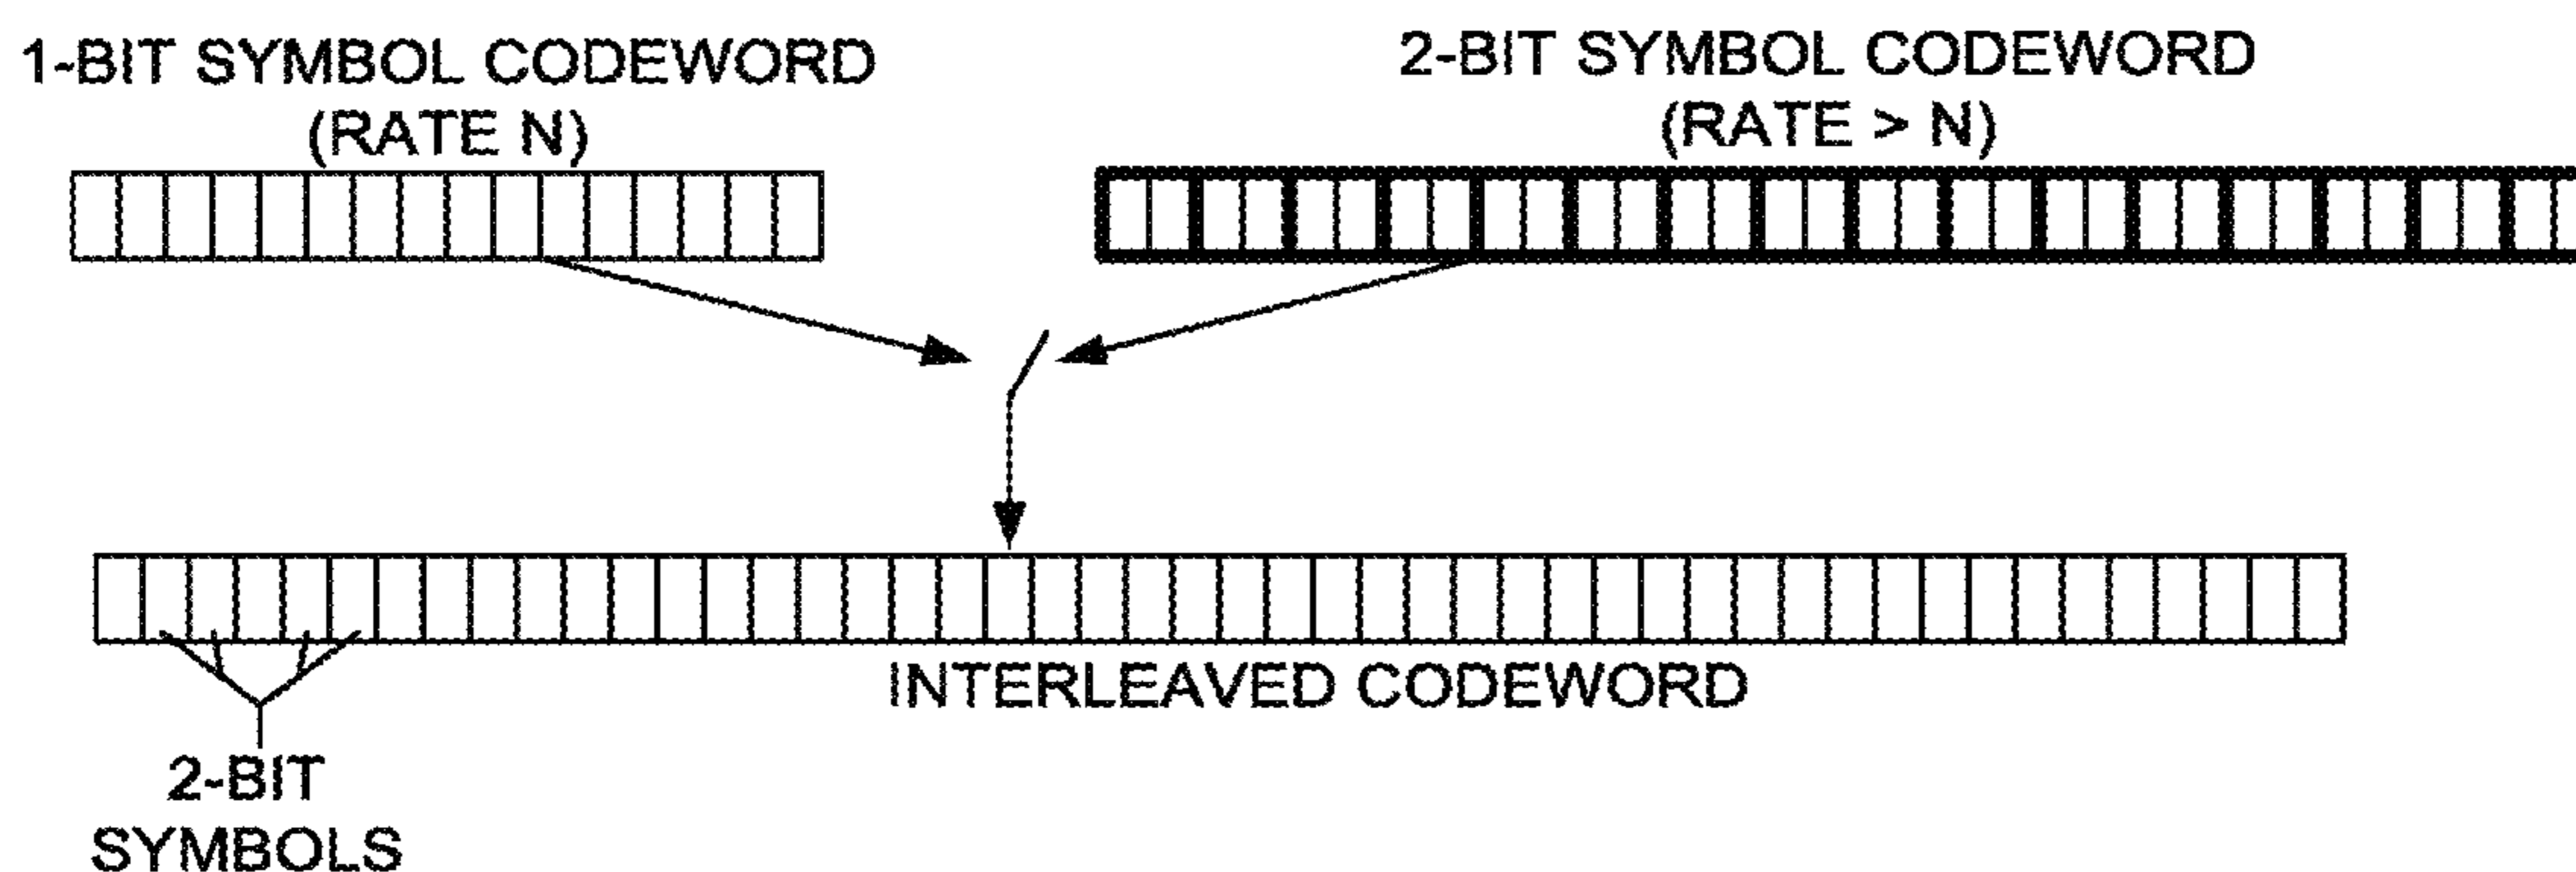 1-BIT SYMBOL CODEWORD
(RATE N)
2-BIT SYMBOL CODEWORD
(RATE > N)
INTERLEAVED CODEWORD
2-BIT
SYMBOLS